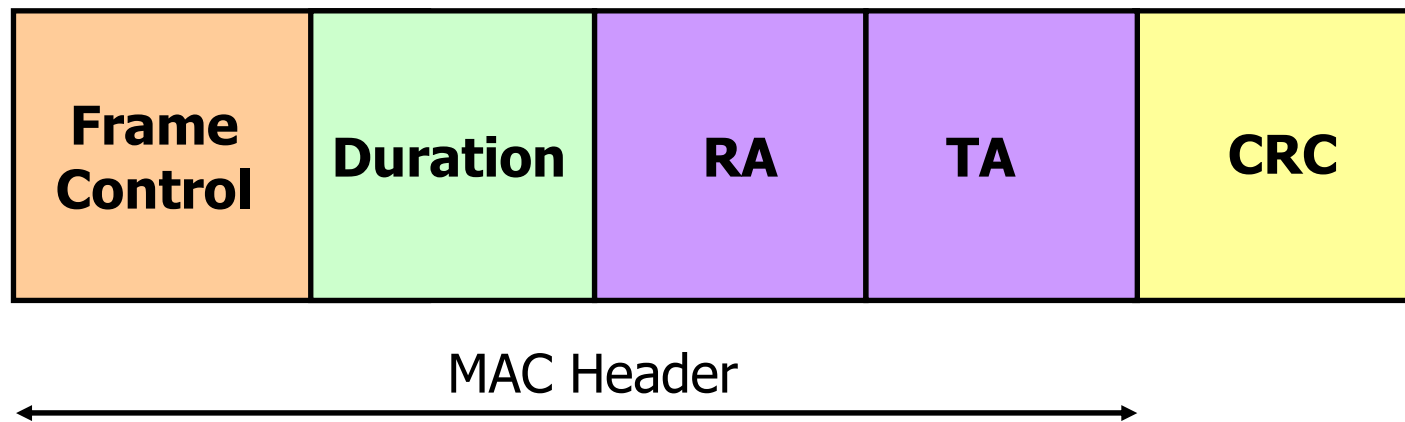 Frame
Control
Duration
RA
TA
CRC
MAC Header